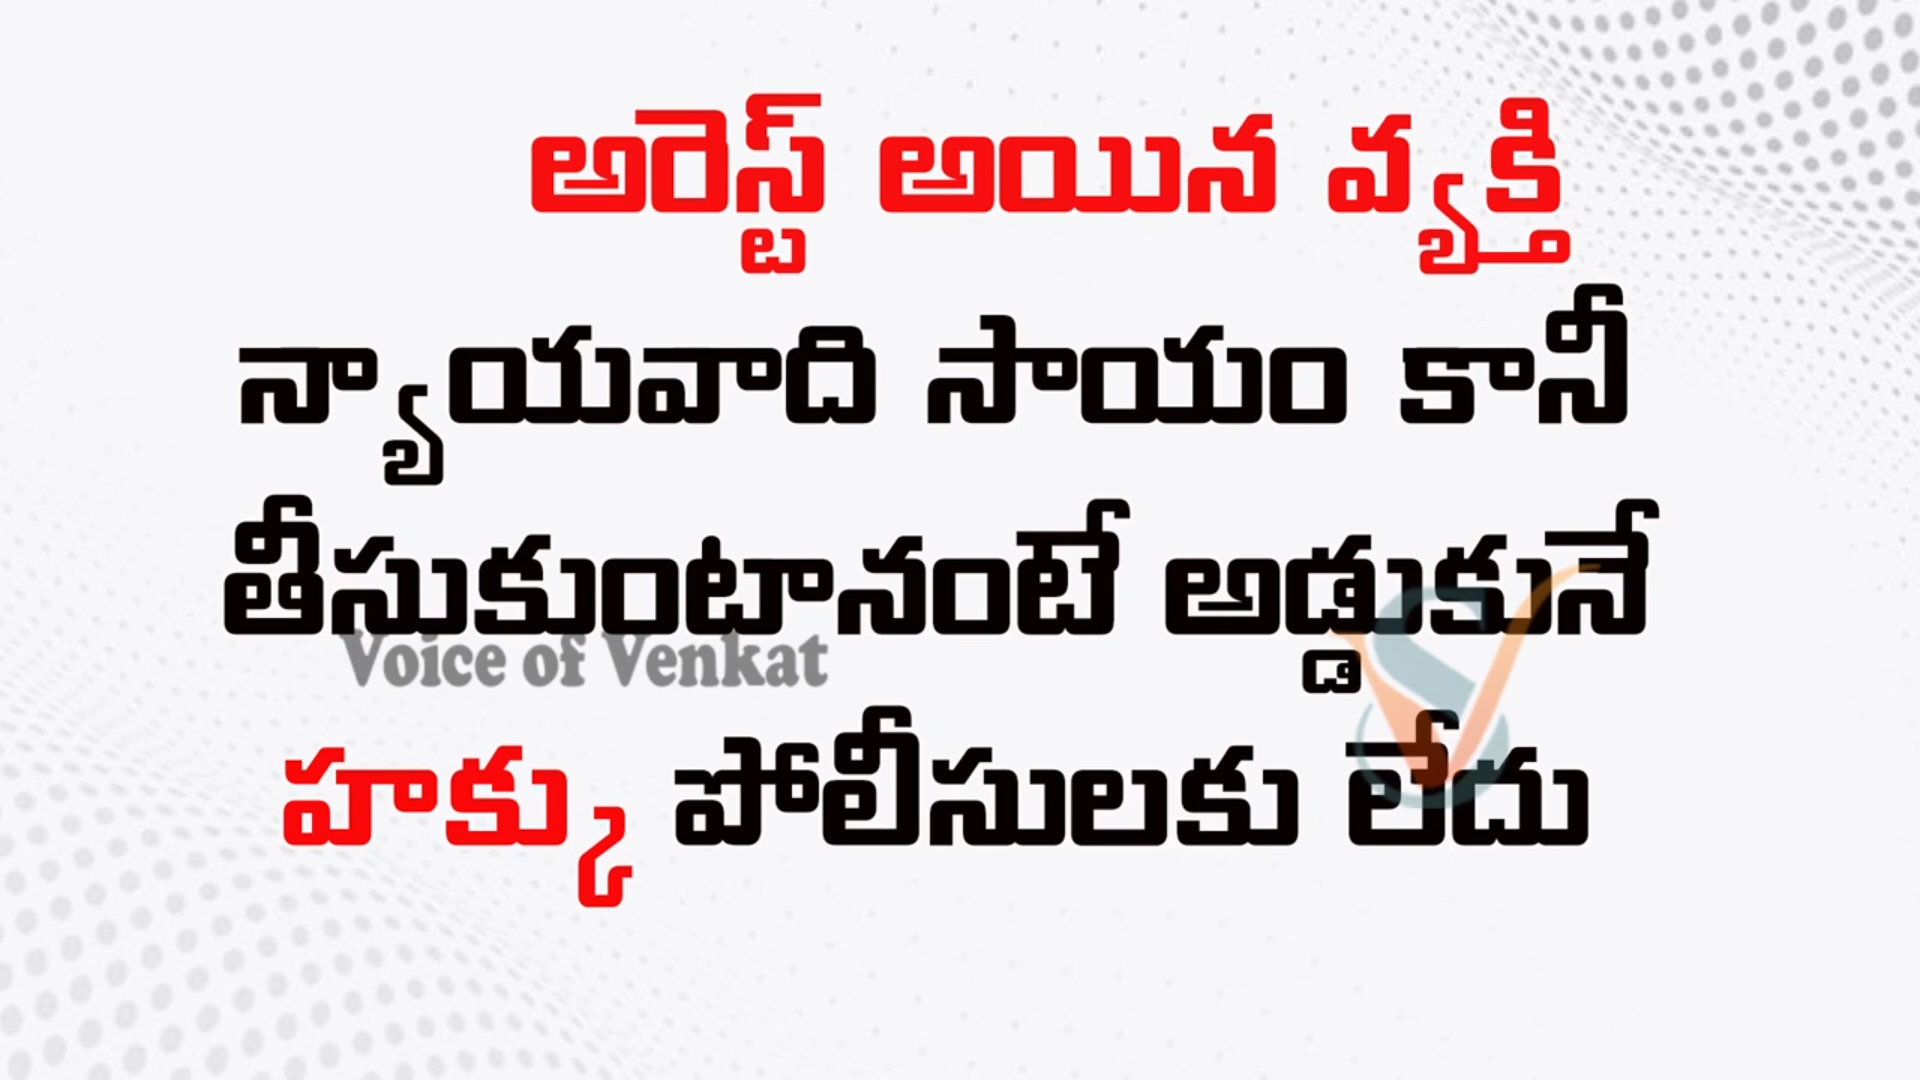 అరెస్ట్ అయిన వ్యక్తి
న్యాయవాది సాయం కానీ
తీసుకుంటానంటే అడ్డుకునే
Voice of Venkat
హక్కు పోలీసులకు లేదు